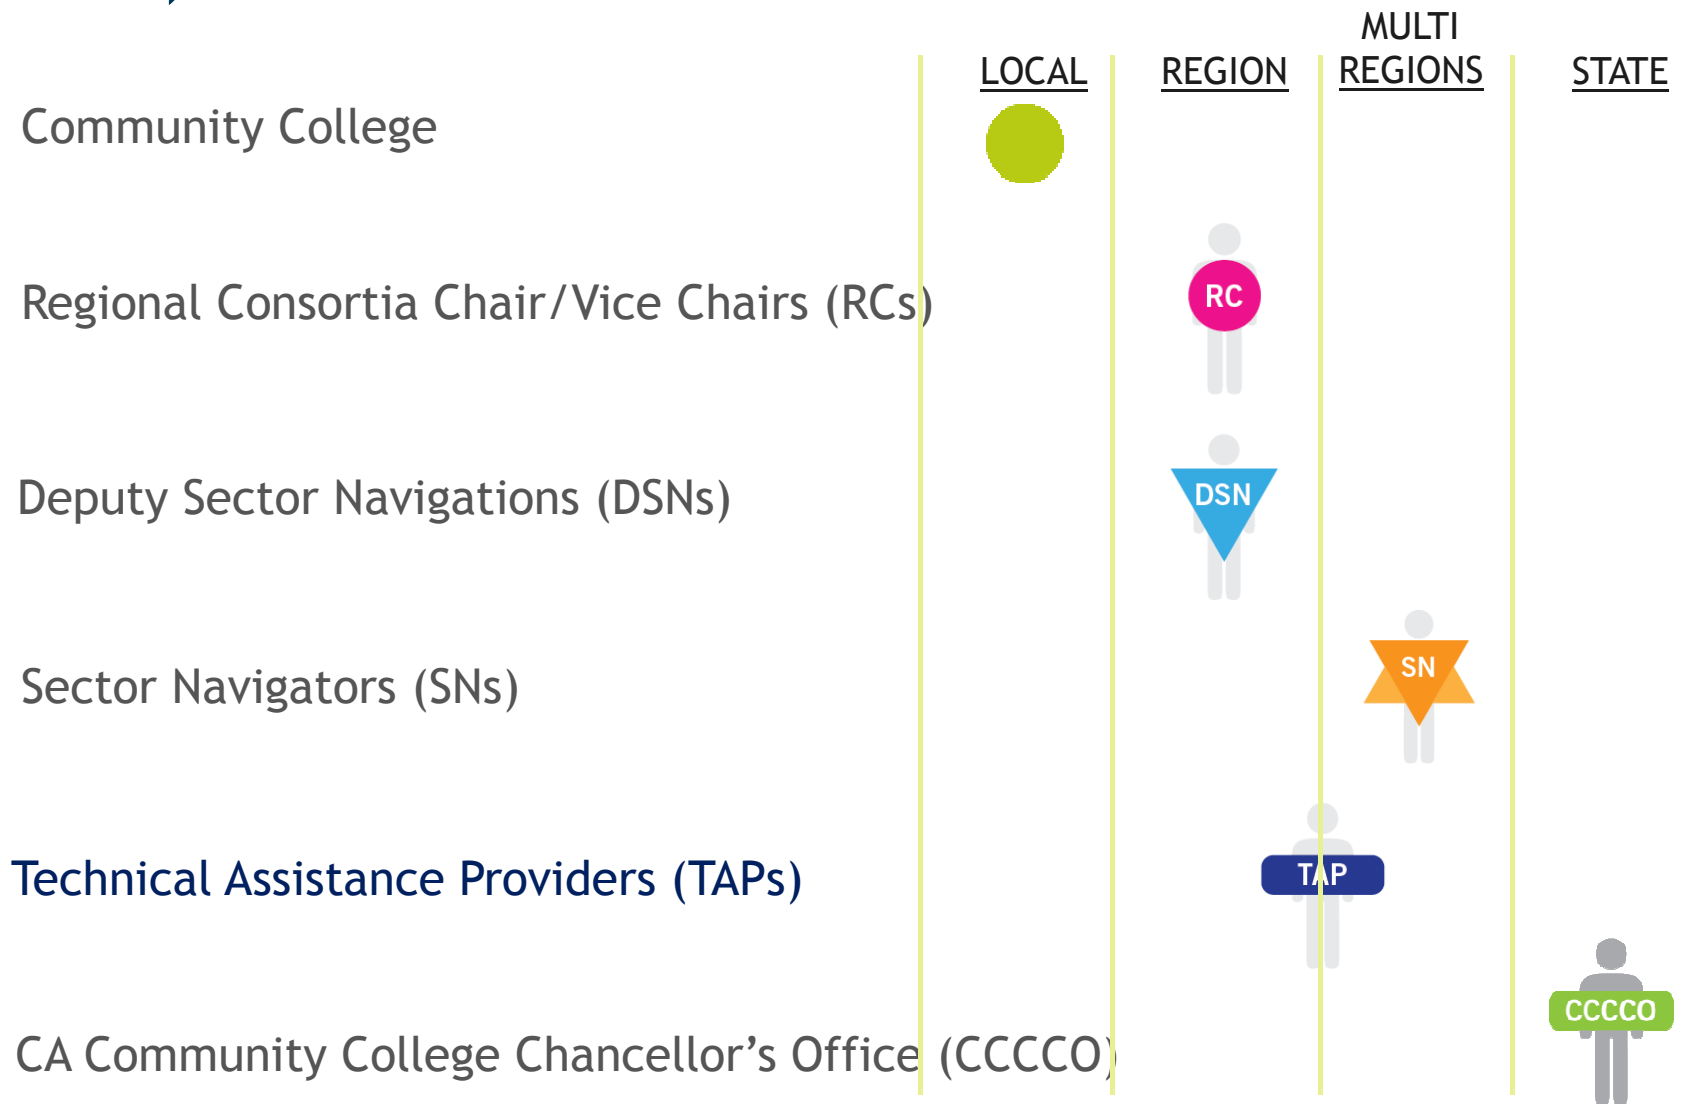 MULTI
LOCAL REGION REGIONS STATE
Community College
Regional Consortia Chair/Vice Chairs (RCs)
RC
Deputy Sector Navigations (DSNs)
DSN
Sector Navigators (SNs)
SN
Technical Assistance Providers (TAPs)
TAP
CCCCO
CA Community College Chancellor’s Office (CCCCO)